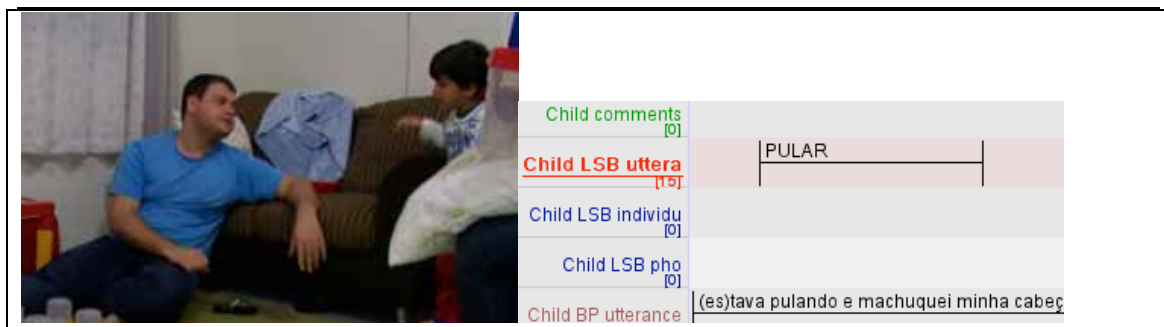 Child comments
[0]
Child LSB uttera
[15]
PULAR
Child LSB individu
[0]
Child LSB pho
[0]
Child BP utterance
(es)tava pulando e machuquei minha cabeç